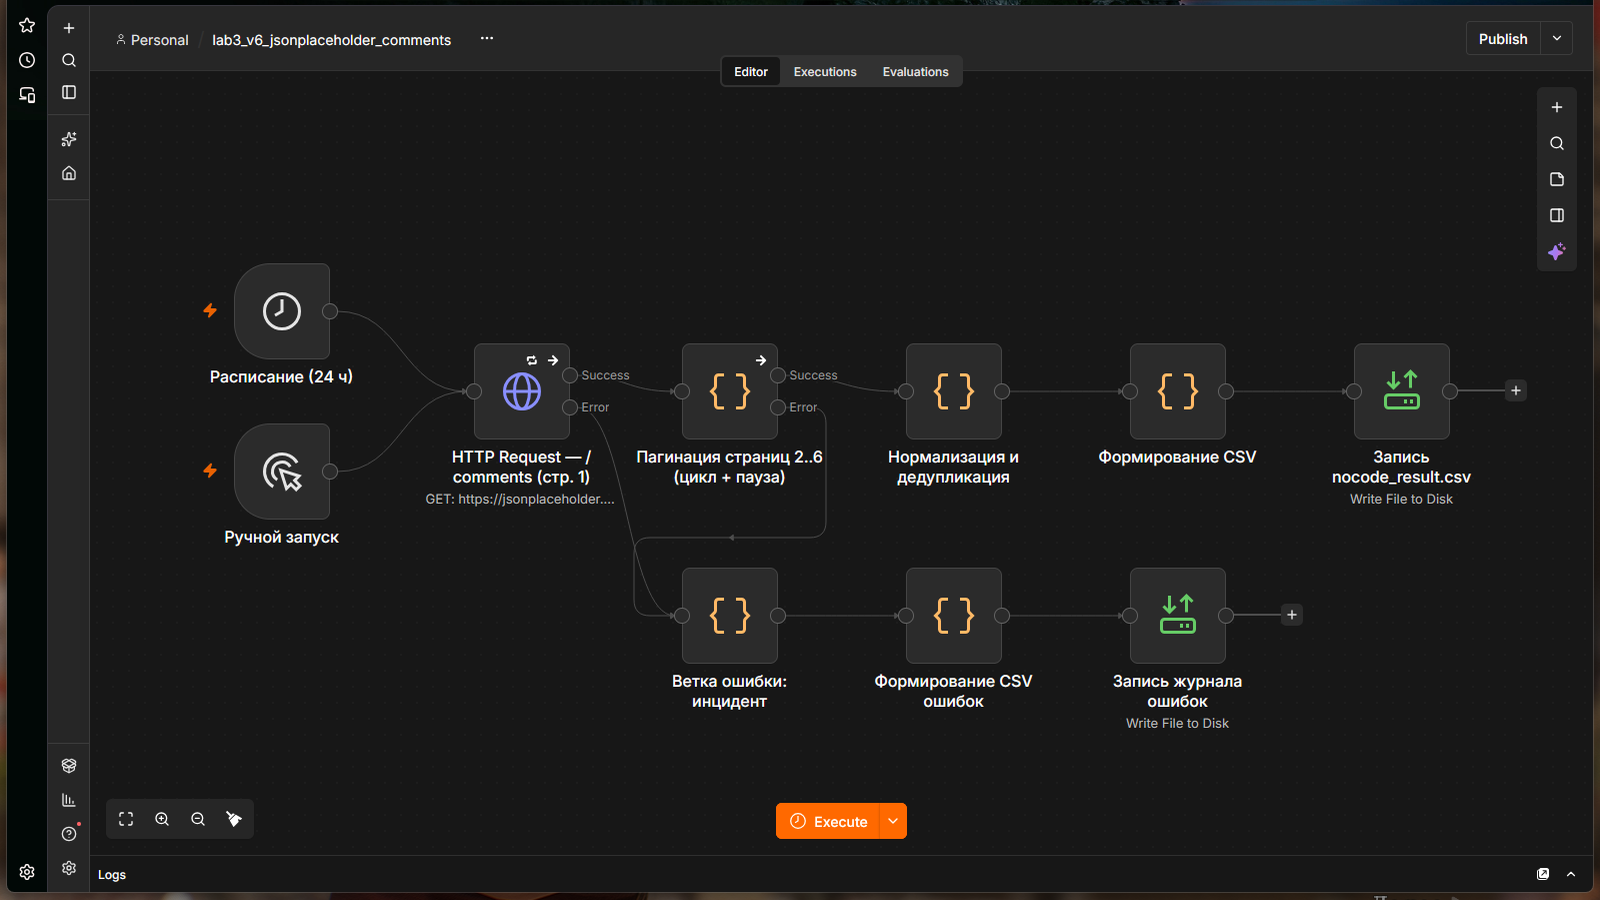 Personal / lab3_v6_jsonplaceholder_comments ...
Publish
Editor Executions Evaluations
Расписание (24 ч)
Ручной запуск
Success
Error
HTTP Request — /
comments (стр. 1)
GET: https://jsonplaceholder....
Success
Error
Пагинация страниц 2..6
(цикл + пауза)
Нормализация и
дедупликация
Формирование CSV
Запись
nocode_result.csv
Write File to Disk
Ветка ошибки:
инцидент
Формирование CSV
ошибок
Запись журнала
ошибок
Write File to Disk
Execute
Logs